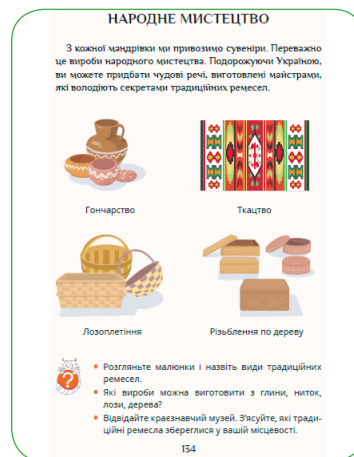 НАРОДНЕ МИСТЕЦТВО
З кожної мандрівки ми привозимо сувеніри. Переважно
це вироби народного мистецтва. Подорожуючи Україною,
ви можете придбати чудові речі, виготовлені майстрами,
які володіють секретами традиційних ремесел.
Гончарство
Ткацтво
Лозоплетіння
Різьблення по дереву
?
• Розгляньте малюнки і назвіть види традиційних
ремесел.
• Які вироби можна виготовити з глини, ниток,
лози, дерева?
• Відвідайте краєзнавчий музей. З'ясуйте, які тради-
ційні ремесла збереглися у вашій місцевості.
134